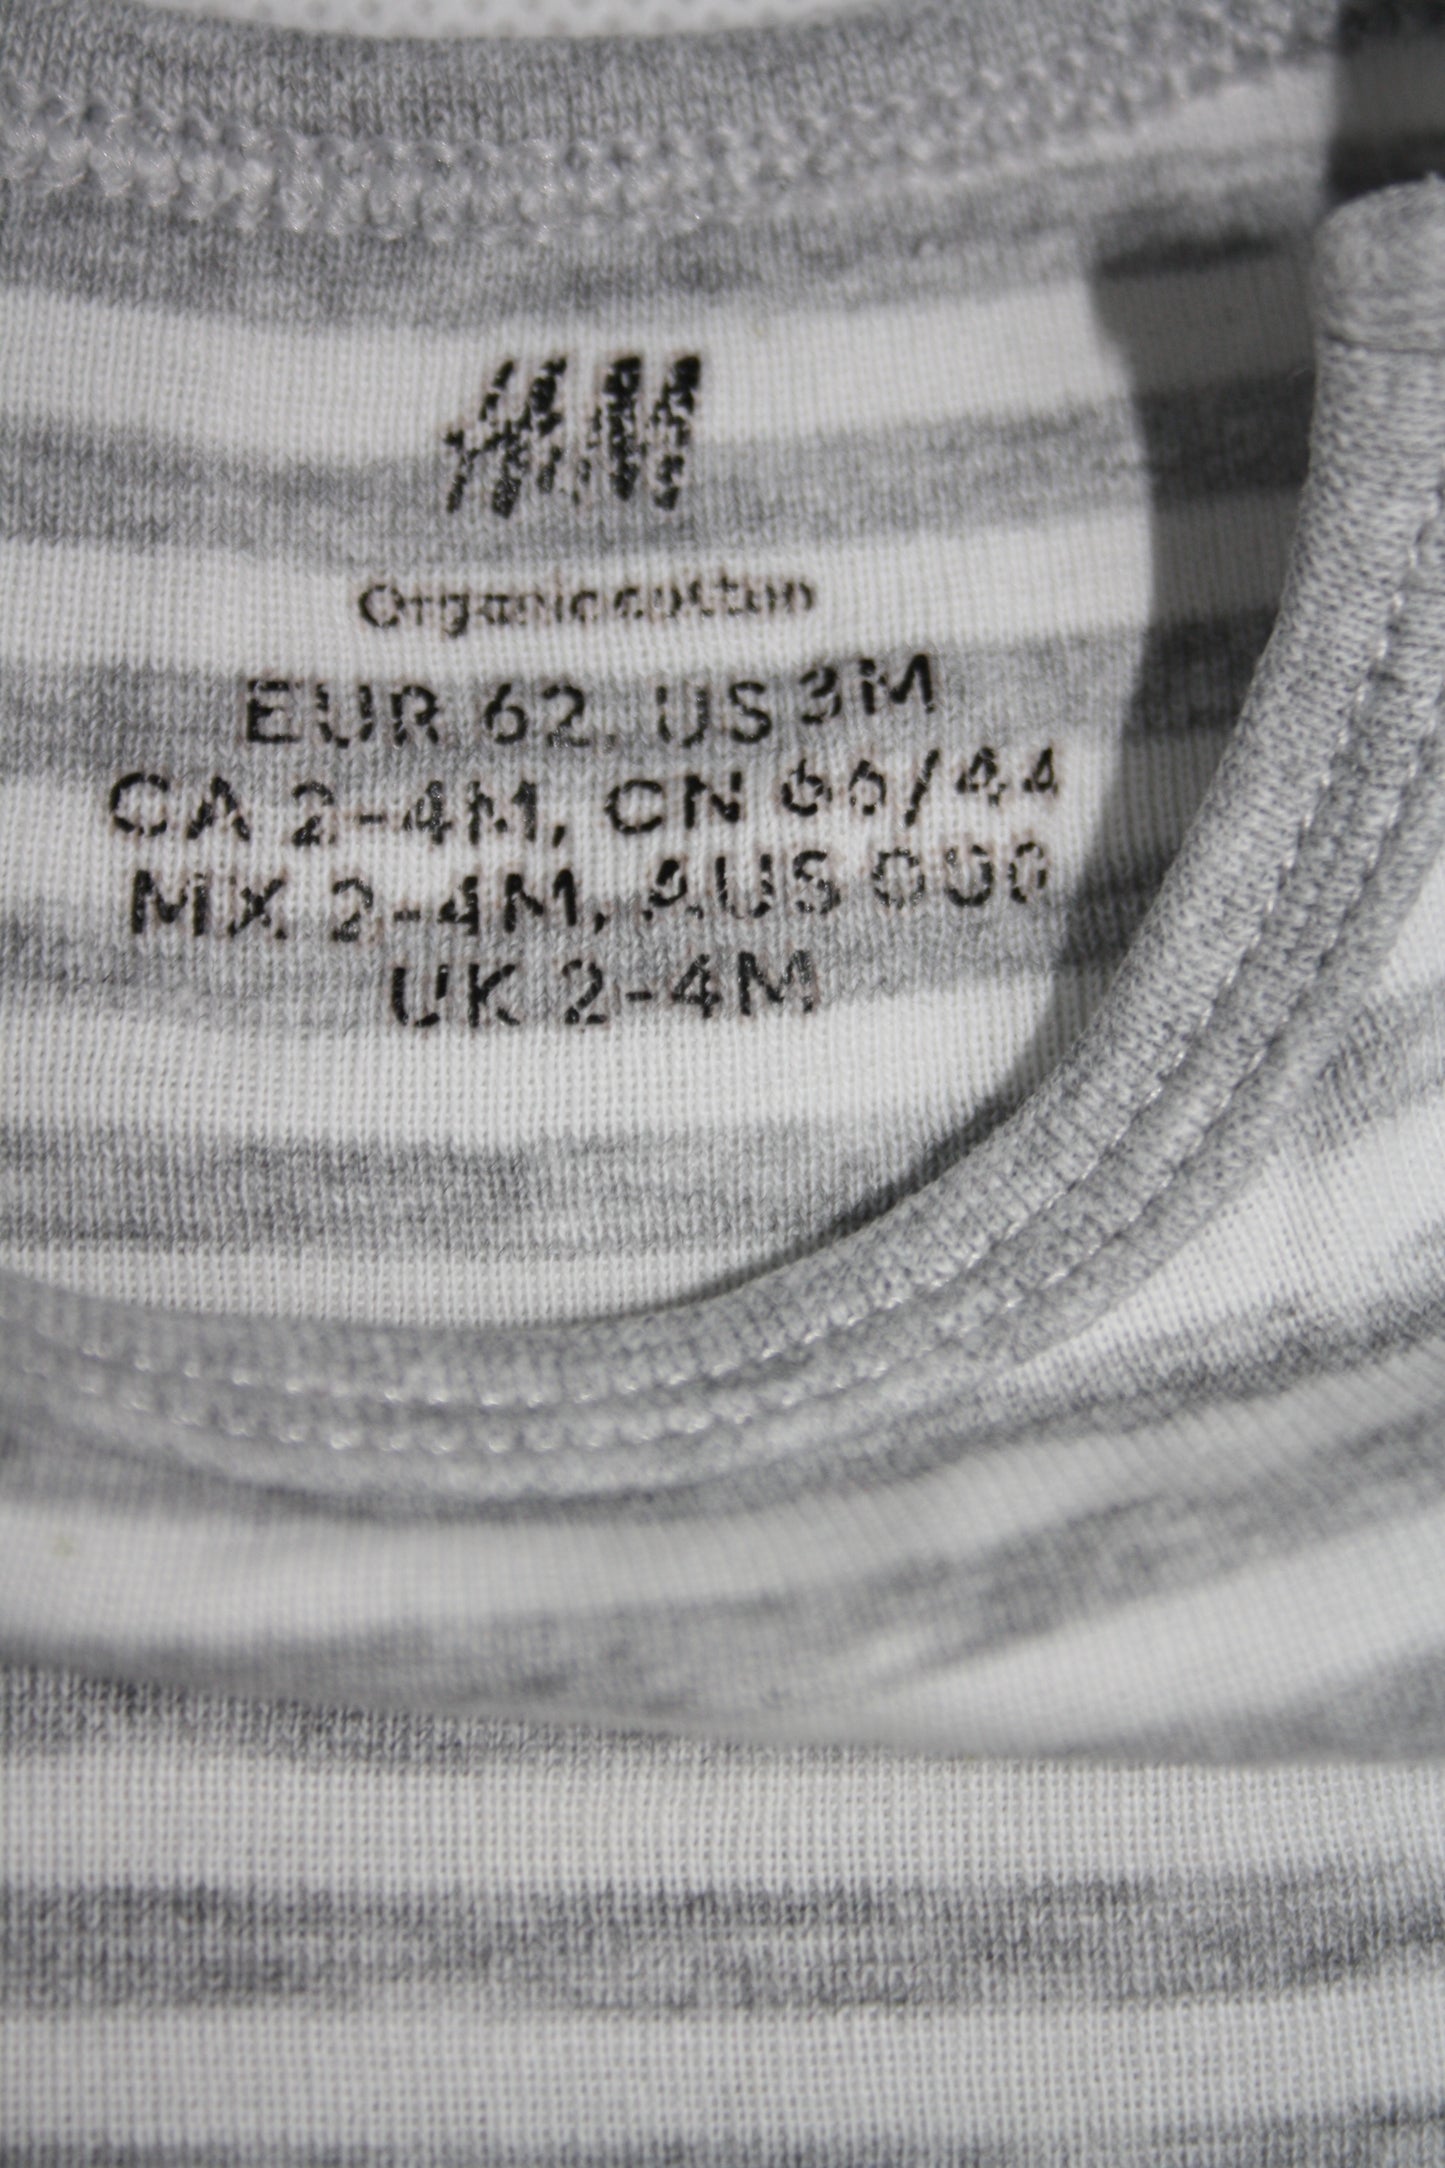 H&M
Organic cotton
EUR 62, US 3M
CA 2-4M, CN 66/44
MX 2-4M, AUS 000
UK 2-4M